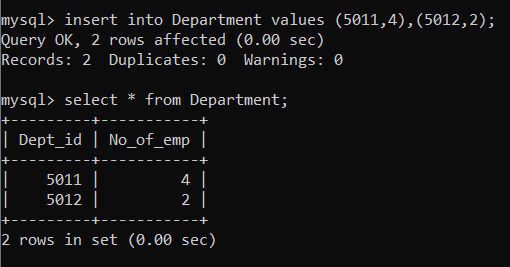 mysql> insert into Department values (5011,4),(5012,2);
Query OK, 2 rows affected (0.00 sec)
Records: 2  Duplicates: 0  Warnings: 0

mysql> select * from Department;
+---------+-----------+
| Dept_id | No_of_emp |
+---------+-----------+
|    5011 |         4 |
|    5012 |         2 |
+---------+-----------+
2 rows in set (0.00 sec)